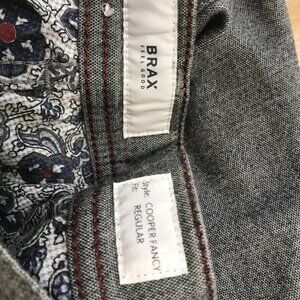 BRAX
FEEL GOOD
Style: COOPER FANCY
Fit: REGULAR